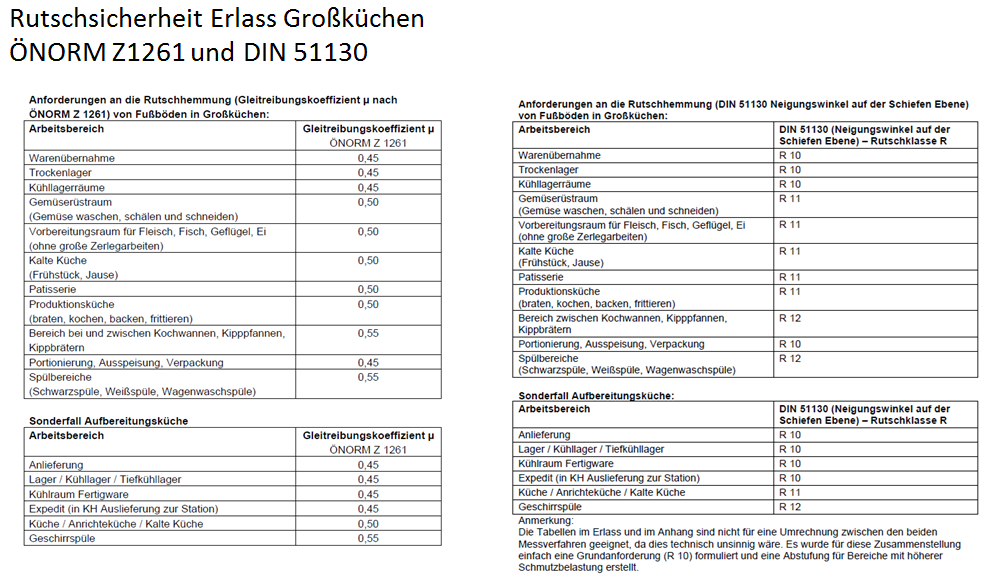 Rutschsicherheit Erlass Großküchen
ÖNORM Z1261 und DIN 51130
Anforderungen an die Rutschhemmung (Gleitreibungskoeffizient µ nach
ÖNORM Z 1261) von Fußböden in Großküchen:
Arbeitsbereich Gleitreibungskoeffizient µ
ÖNORM Z 1261
Warenübernahme 0,45
Trockenlager 0,45
Kühllagerräume 0,45
Gemüserüstraum 0,50
(Gemüse waschen, schälen und schneiden)
Vorbereitungsraum für Fleisch, Fisch, Geflügel, Ei 0,50
(ohne große Zerlegarbeiten)
Kalte Küche 0,50
(Frühstück, Jause)
Patisserie 0,50
Produktionsküche 0,50
(braten, kochen, backen, frittieren)
Bereich bei und zwischen Kochwannen, Kipppfannen, 0,55
Kippbrätern
Portionierung, Ausspeisung, Verpackung 0,45
Spülbereiche 0,55
(Schwarzspüle, Weißspüle, Wagenwaschspüle)
Sonderfall Aufbereitungsküche
Arbeitsbereich Gleitreibungskoeffizient µ
ÖNORM Z 1261
Anlieferung 0,45
Lager / Kühllager / Tiefkühllager 0,45
Kühlraum Fertigware 0,45
Expedit (in KH Auslieferung zur Station) 0,45
Küche / Anrichteküche / Kalte Küche 0,50
Geschirrspüle 0,55
Anforderungen an die Rutschhemmung (DIN 51130 Neigungswinkel auf der Schiefen Ebene)
von Fußböden in Großküchen:
Arbeitsbereich DIN 51130 (Neigungswinkel auf der
Schiefen Ebene) – Rutschklasse R
Warenübernahme R 10
Trockenlager R 10
Kühllagerräume R 10
Gemüserüstraum R 11
(Gemüse waschen, schälen und schneiden)
Vorbereitungsraum für Fleisch, Fisch, Geflügel, Ei R 11
(ohne große Zerlegarbeiten)
Kalte Küche R 11
(Frühstück, Jause)
Patisserie R 11
Produktionsküche R 11
(braten, kochen, backen, frittieren)
Bereich zwischen Kochwannen, Kipppfannen, R 12
Kippbrätern
Portionierung, Ausspeisung, Verpackung R 10
Spülbereiche R 12
(Schwarzspüle, Weißspüle, Wagenwaschspüle)
Sonderfall Aufbereitungsküche:
Arbeitsbereich DIN 51130 (Neigungswinkel auf der
Schiefen Ebene) – Rutschklasse R
Anlieferung R 10
Lager / Kühllager / Tiefkühllager R 10
Kühlraum Fertigware R 10
Expedit (in KH Auslieferung zur Station) R 10
Küche / Anrichteküche / Kalte Küche R 11
Geschirrspüle R 12
Anmerkung:
Die Tabellen im Erlass und im Anhang sind nicht für eine Umrechnung zwischen den beiden
Messverfahren geeignet, da dies technisch unsinnig wäre. Es wurde für diese Zusammenstellung
einfach eine Grundanforderung (R 10) formuliert und eine Abstufung für Bereiche mit höherer
Schmutzbelastung erstellt.